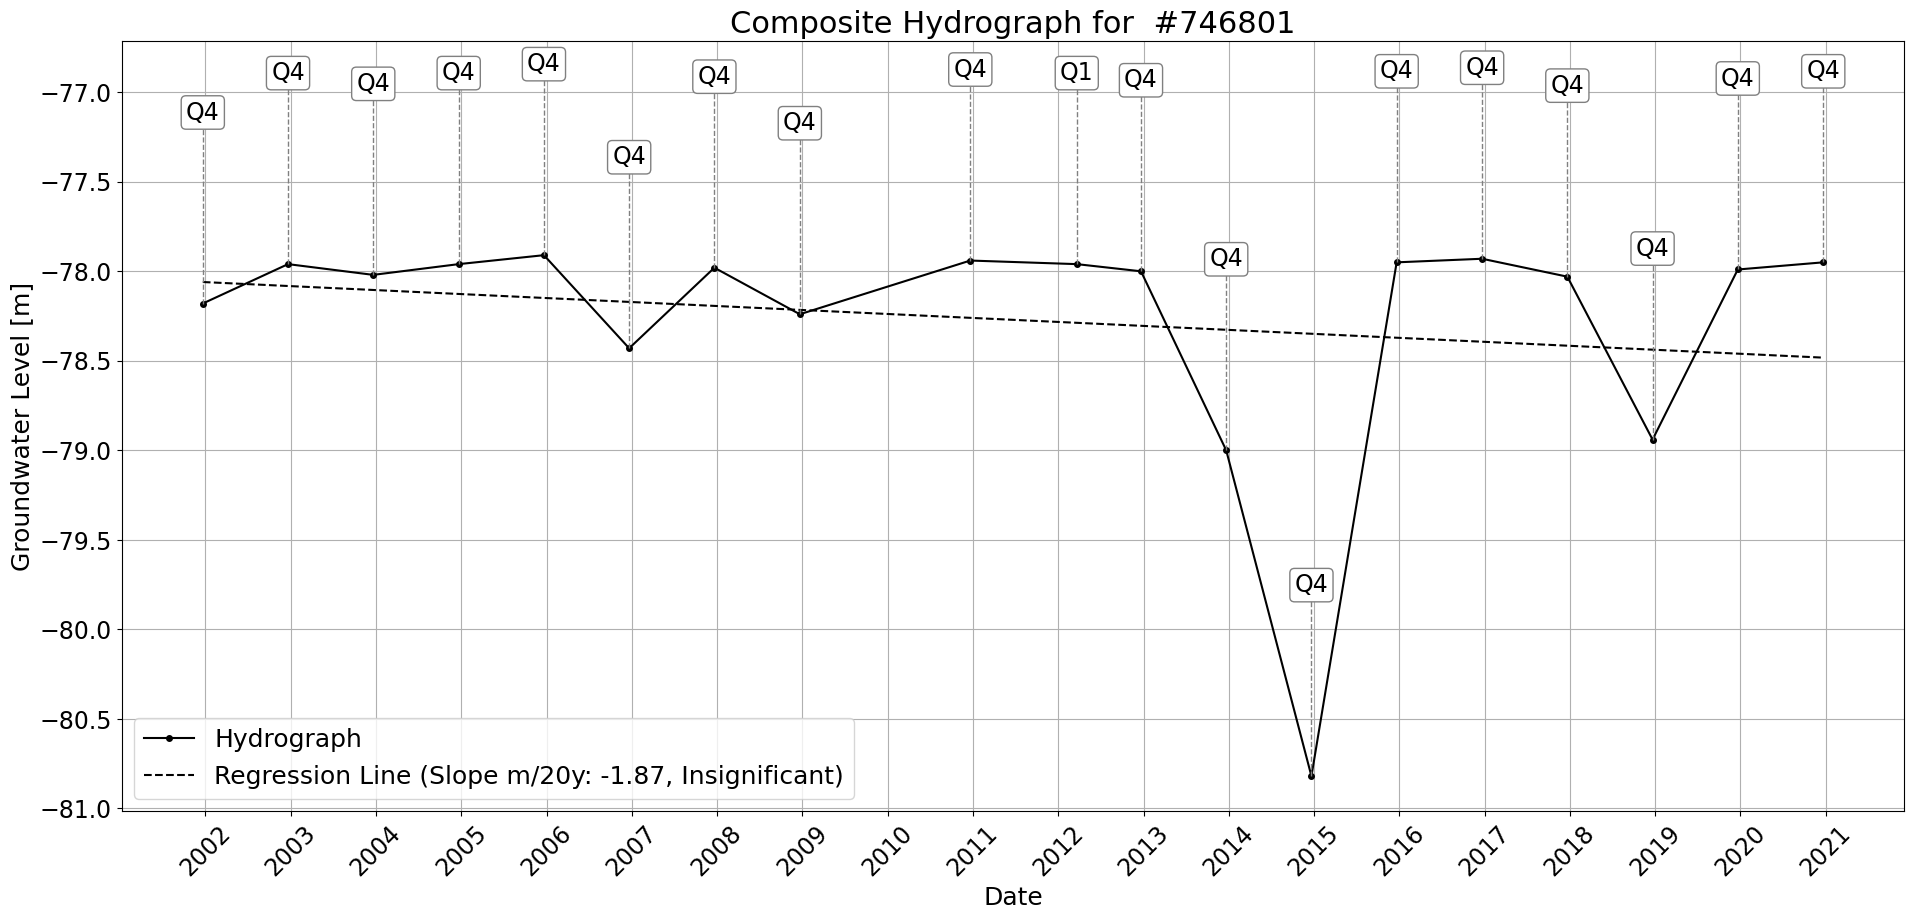 Composite Hydrograph for  #746801
Q4
Q4
Q4
Q4
Q4
Q4
Q4
Q4
Q4
Q1
Q4
Q4
Q4
Q4
Q4
Q4
Q4
Q4
Q4
Groundwater Level [m]
−77.0
−77.5
−78.0
−78.5
−79.0
−79.5
−80.0
−80.5
−81.0
Hydrograph
Regression Line (Slope m/20y: -1.87, Insignificant)
2002
2003
2004
2005
2006
2007
2008
2009
2010
2011
2012
2013
2014
2015
2016
2017
2018
2019
2020
2021
Date